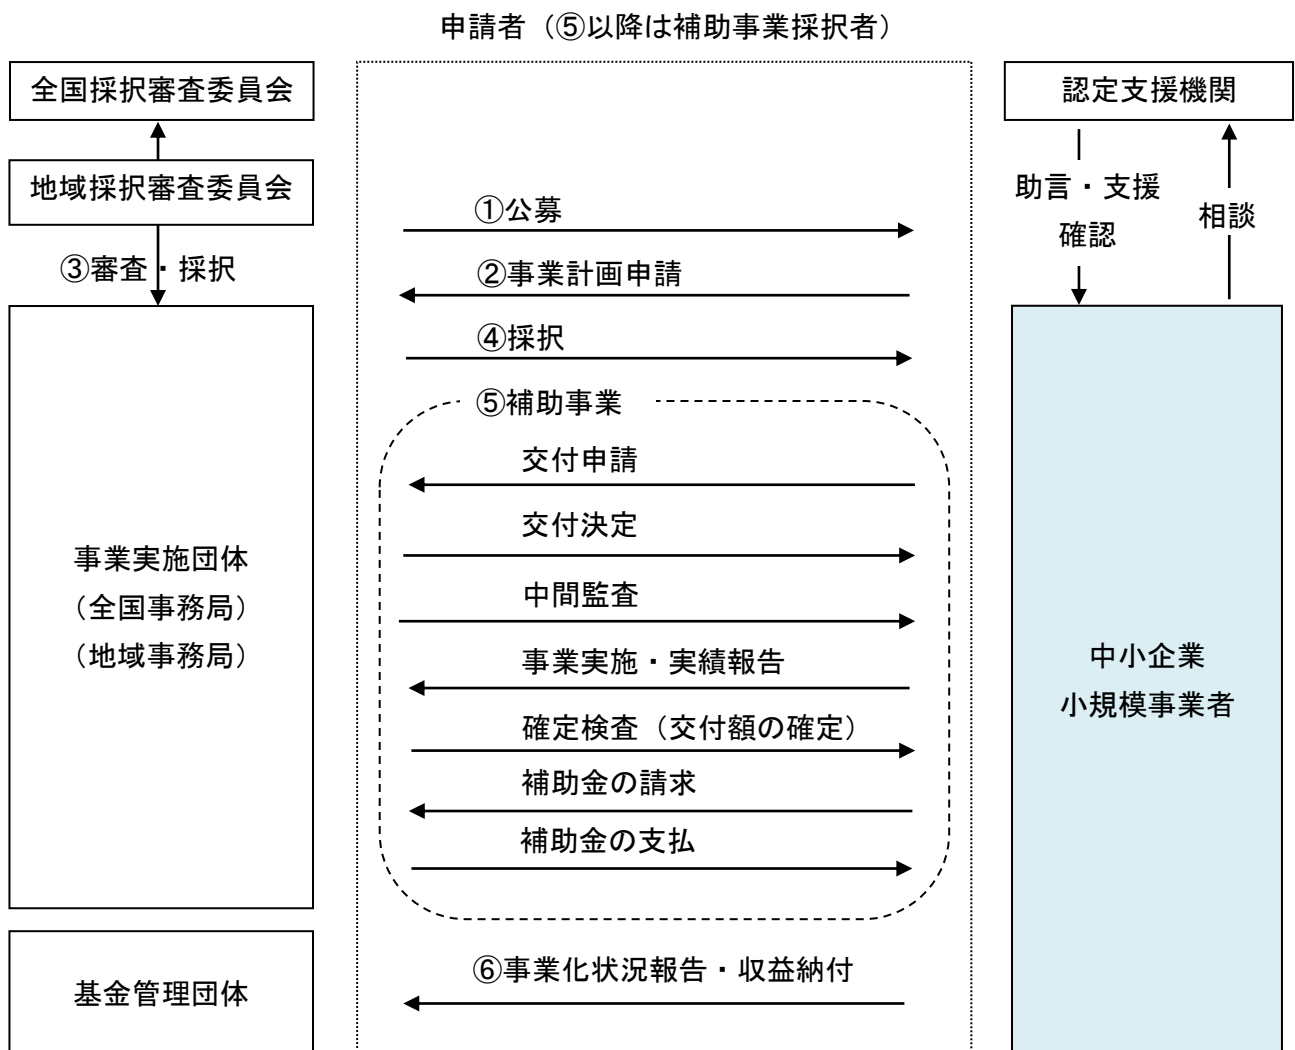 申請者（⑤以降は補助事業採択者）
全国採択審査委員会
地域採択審査委員会
③審査・採択
事業実施団体
（全国事務局）
（地域事務局）
基金管理団体
①公募
②事業計画申請
④採択
⑤補助事業
交付申請
交付決定
中間監査
事業実施・実績報告
確定検査（交付額の確定）
補助金の請求
補助金の支払
⑥事業化状況報告・収益納付
認定支援機関
助言・支援
確認
相談
中小企業
小規模事業者